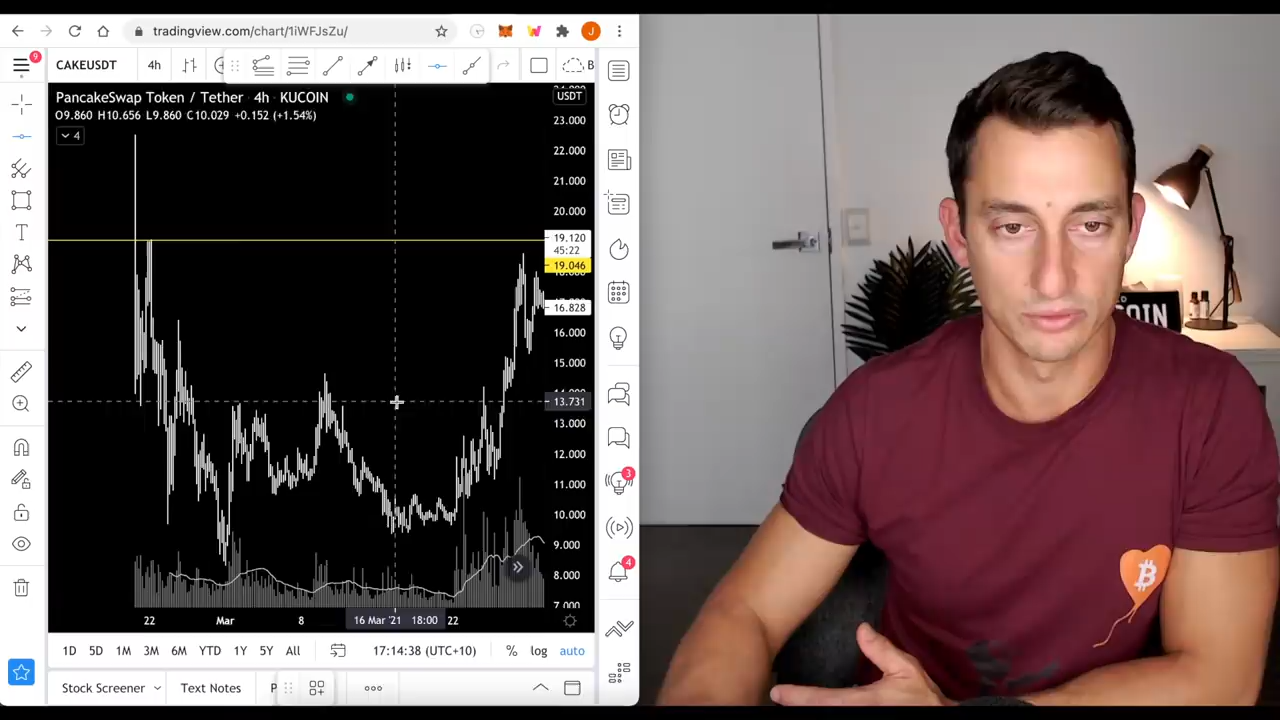 tradingview.com/chart/1iWFJsZu/
J
9
CAKEUSDT
4h
B
PancakeSwap Token / Tether · 4h · KUCOIN
USDT
O9.860 H10.656 L9.860 C10.029 +0.152 (+1.54%)
4
23.000
22.000
21.000
20.000
19.120
45:22
19.046
16.828
16.000
15.000
13.731
13.000
12.000
11.000
10.000
9.000
8.000
7.000
3
4
22
Mar
8
16 Mar '21 18:00
22
1D
5D
1M
3M
6M
YTD
1Y
5Y
All
17:14:38 (UTC+10)
%
log
auto
Stock Screener
Text Notes
P
OIN
B